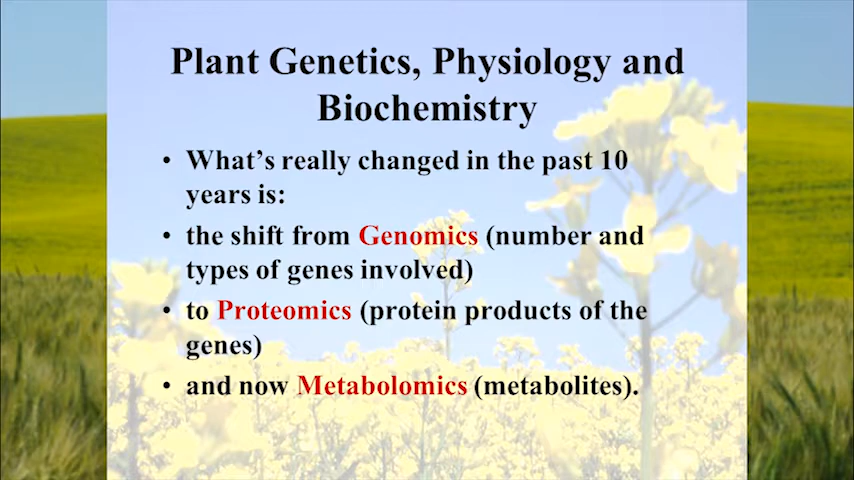 Plant Genetics, Physiology and
Biochemistry
• What's really changed in the past 10
years is:
• the shift from Genomics (number and
types of genes involved)
• to Proteomics (protein products of the
genes)
• and now Metabolomics (metabolites).